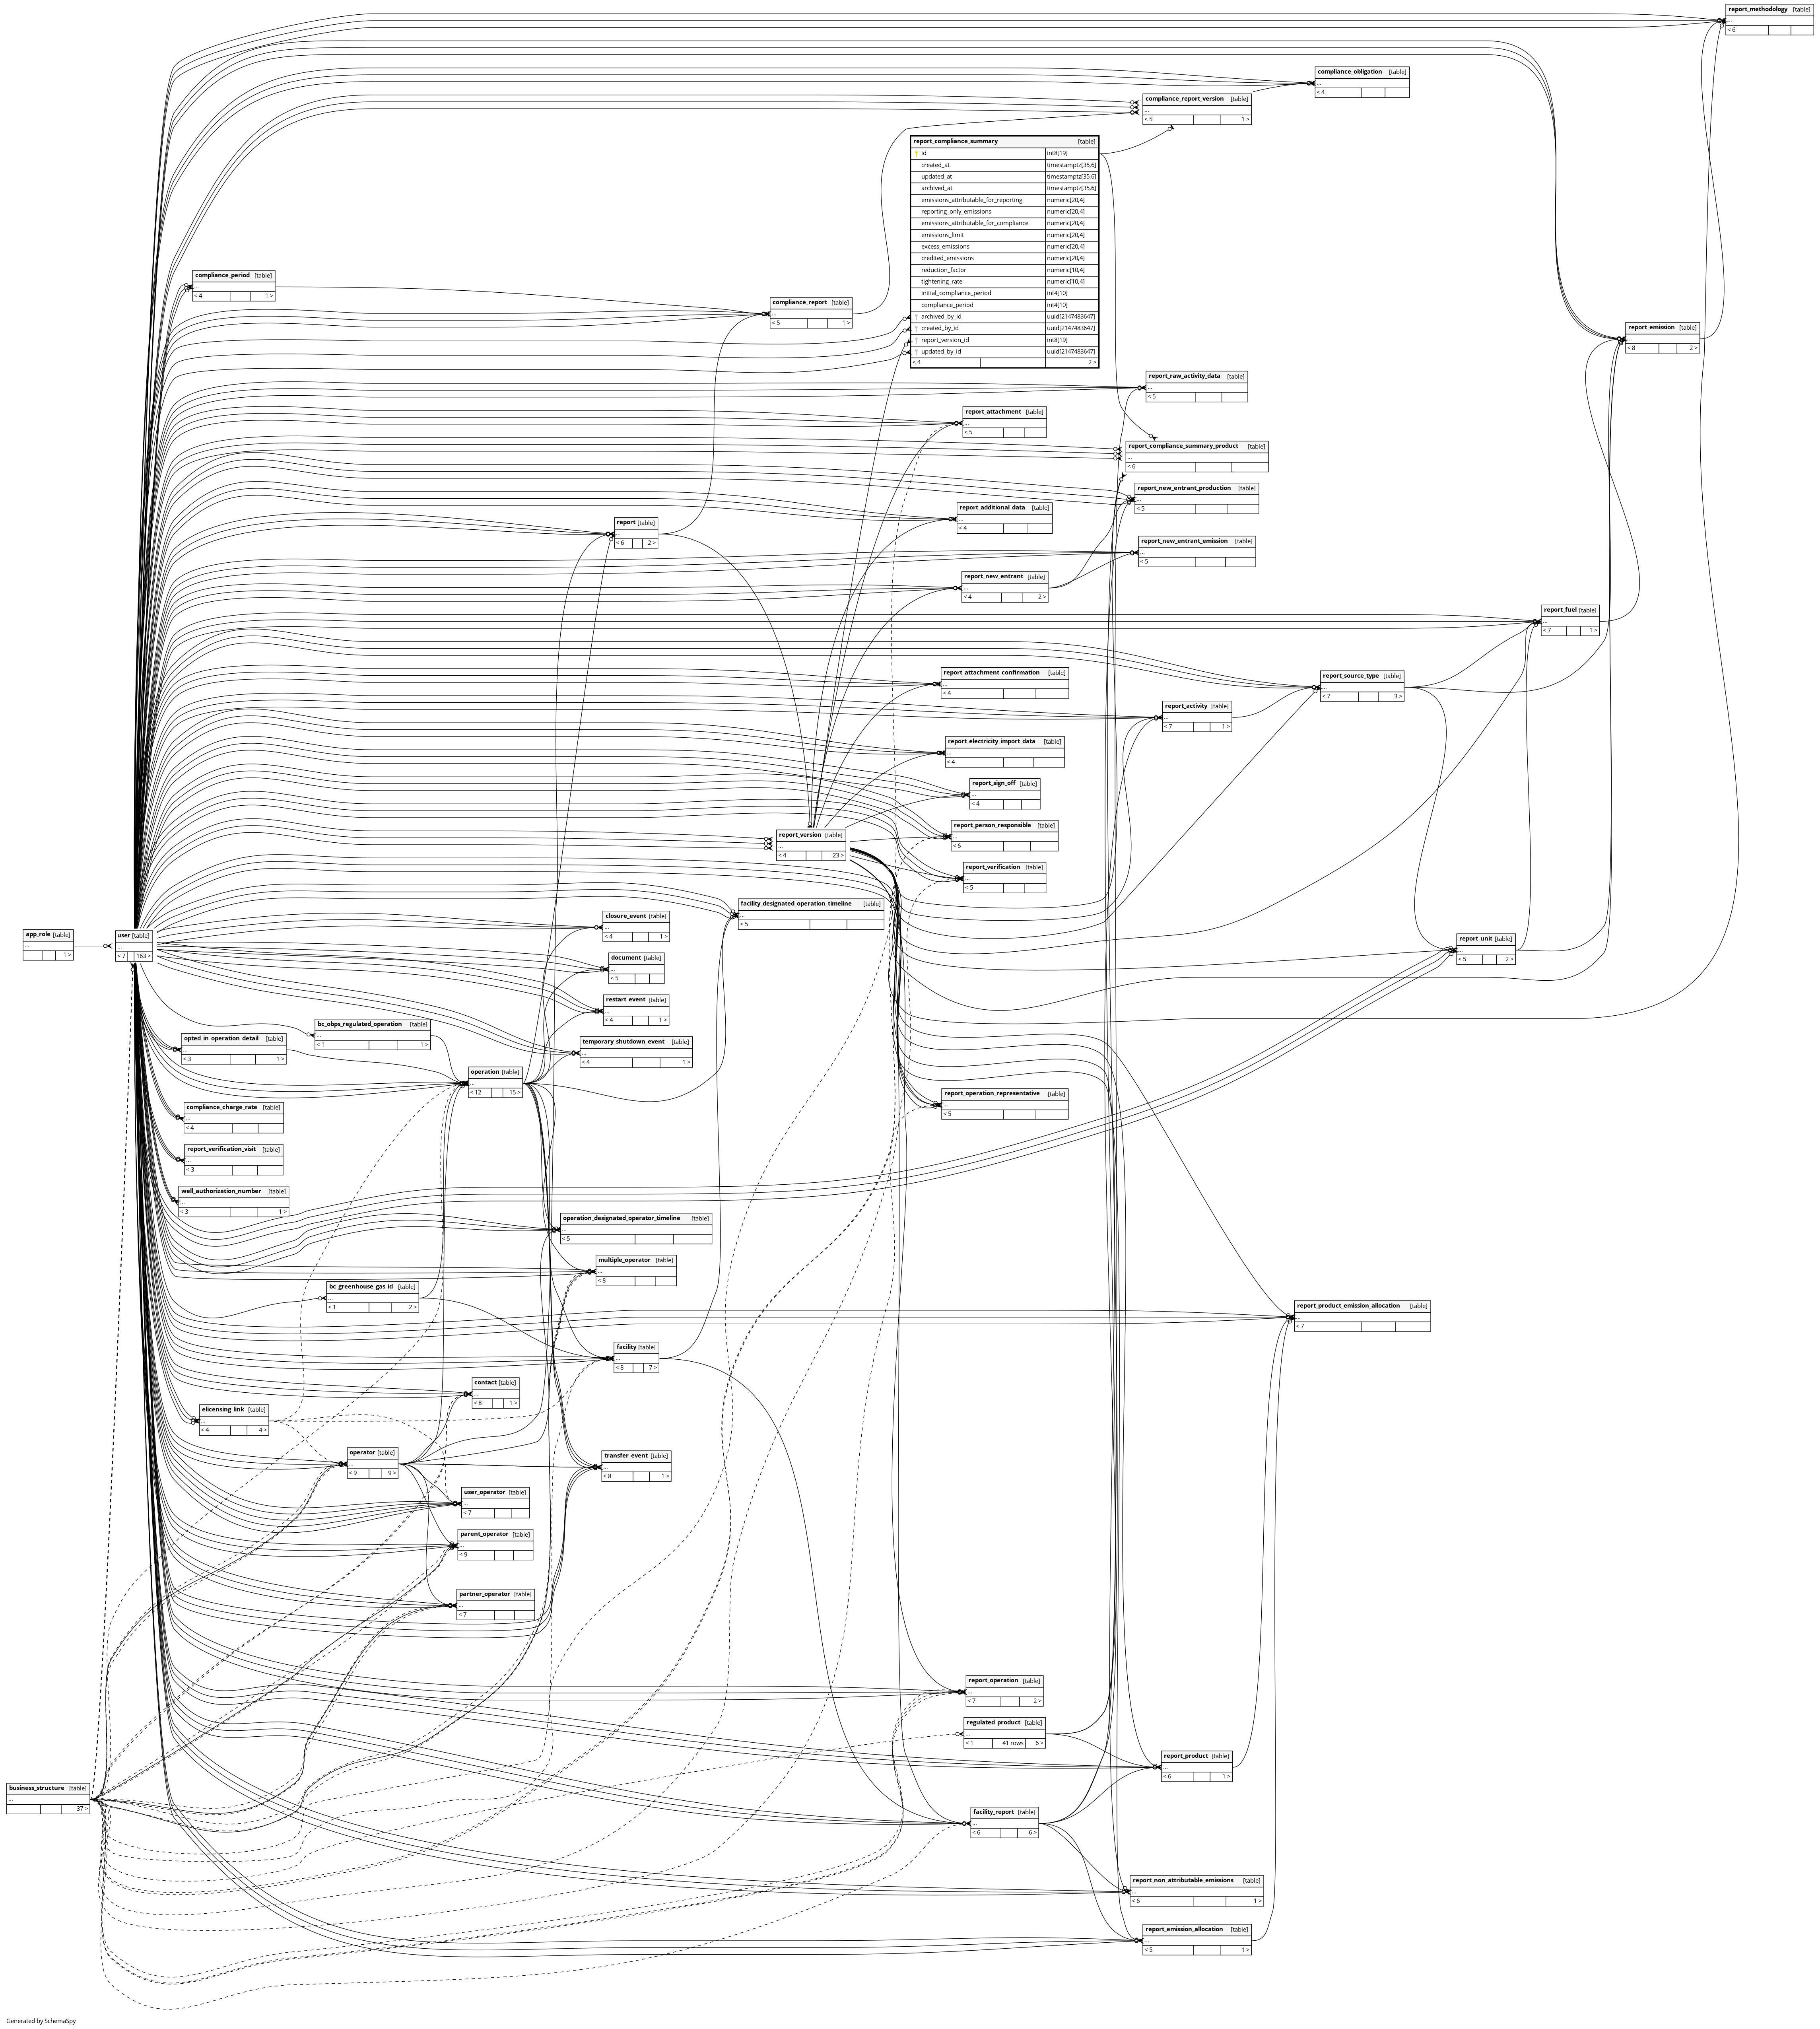 report_methodology [table]
...
< 6
compliance_obligation [table]
...
< 4
compliance_report_version [table]
...
< 5 1 >
report_compliance_summary [table]
id int8[19]
created_at timestamptz[35,6]
updated_at timestamptz[35,6]
archived_at timestamptz[35,6]
emissions_attributable_for_reporting numeric[20,4]
reporting_only_emissions numeric[20,4]
emissions_attributable_for_compliance numeric[20,4]
emissions_limit numeric[20,4]
excess_emissions numeric[20,4]
credited_emissions numeric[20,4]
reduction_factor numeric[10,4]
tightening_rate numeric[10,4]
initial_compliance_period int4[10]
compliance_period int4[10]
archived_by_id uuid[2147483647]
created_by_id uuid[2147483647]
report_version_id int8[19]
updated_by_id uuid[2147483647]
< 4 2 >
compliance_period [table]
...
< 4 1 >
compliance_report [table]
...
< 5 1 >
report_emission [table]
...
< 8 2 >
report_raw_activity_data [table]
...
< 5
report_attachment [table]
...
< 5
report_compliance_summary_product [table]
...
< 6
report_new_entrant_production [table]
...
< 5
report_additional_data [table]
...
< 4
report [table]
...
< 6 2 >
report_new_entrant_emission [table]
...
< 5
report_new_entrant [table]
...
< 4 2 >
report_fuel [table]
...
< 7 1 >
report_attachment_confirmation [table]
...
< 4
report_source_type [table]
...
< 7 3 >
report_activity [table]
...
< 7 1 >
report_electricity_import_data [table]
...
< 4
report_sign_off [table]
...
< 4
report_person_responsible [table]
...
< 6
report_version [table]
...
< 4 23 >
report_verification [table]
...
< 5
facility_designated_operation_timeline [table]
...
< 5
closure_event [table]
...
< 4 1 >
app_role [table]
...
1 >
user [table]
...
< 7 163 >
report_unit [table]
...
< 5 2 >
document [table]
...
< 5
restart_event [table]
...
< 4 1 >
bc_obps_regulated_operation [table]
...
< 1 1 >
opted_in_operation_detail [table]
...
< 3 1 >
temporary_shutdown_event [table]
...
< 4 1 >
operation [table]
...
< 12 15 >
report_operation_representative [table]
...
< 5
compliance_charge_rate [table]
...
< 4
report_verification_visit [table]
...
< 3
well_authorization_number [table]
...
< 3 1 >
operation_designated_operator_timeline [table]
...
< 5
multiple_operator [table]
...
< 8
bc_greenhouse_gas_id [table]
...
< 1 2 >
report_product_emission_allocation [table]
...
< 7
facility [table]
...
< 8 7 >
contact [table]
...
< 8 1 >
elicensing_link [table]
...
< 4 4 >
operator [table]
...
< 9 9 >
transfer_event [table]
...
< 8 1 >
user_operator [table]
...
< 7
parent_operator [table]
...
< 9
partner_operator [table]
...
< 7
report_operation [table]
...
< 7 2 >
regulated_product [table]
...
< 1 41 rows 6 >
report_product [table]
...
< 6 1 >
business_structure [table]
...
37 >
facility_report [table]
...
< 6 6 >
report_non_attributable_emissions [table]
...
< 6 1 >
report_emission_allocation [table]
...
< 5 1 >
Generated by SchemaSpy